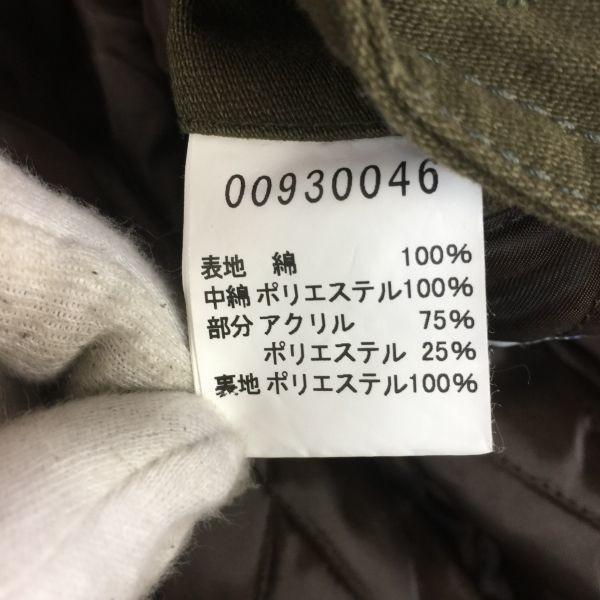 00930046
表地 綿 100%
中綿 ポリエステル100%
部分 アクリル 75%
ポリエステル 25%
裏地 ポリエステル100%